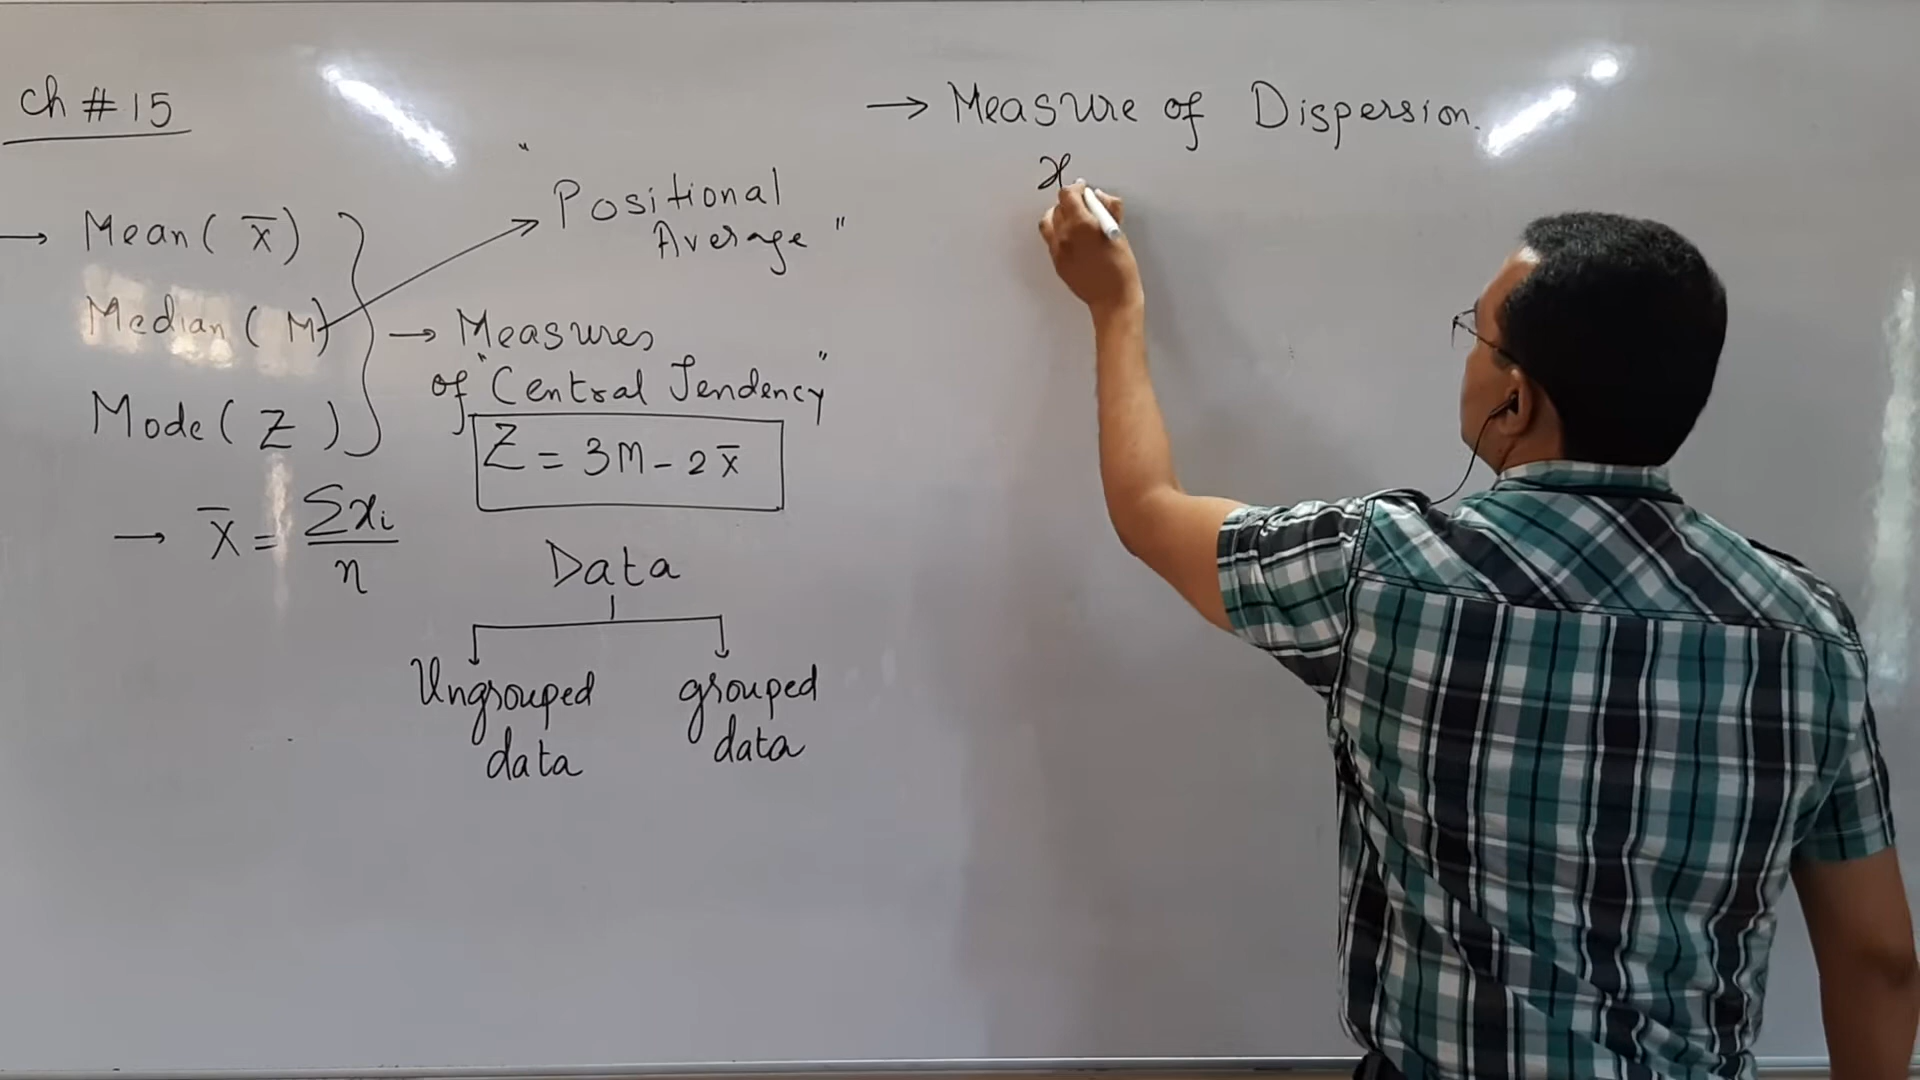 Ch # 15
→ Mean ( x̄ )
Median ( M )
Mode ( Z )
"Positional
Average"
→ Measures
of "Central Tendency"
Z = 3M - 2x̄
→ x̄ = Σxi / n
Data
Ungrouped
data
grouped
data
→ Measure of Dispersion.
x